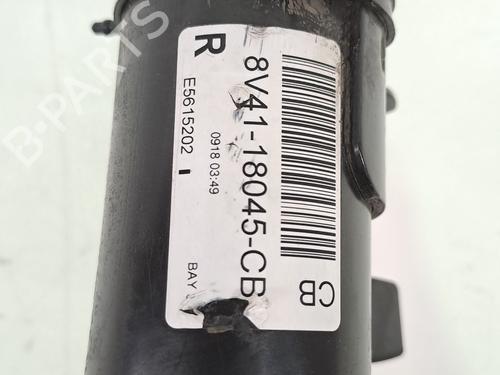 R
8V41-18045-CB
E5615202
0918 03:49
BAY
CB
B-PARTS